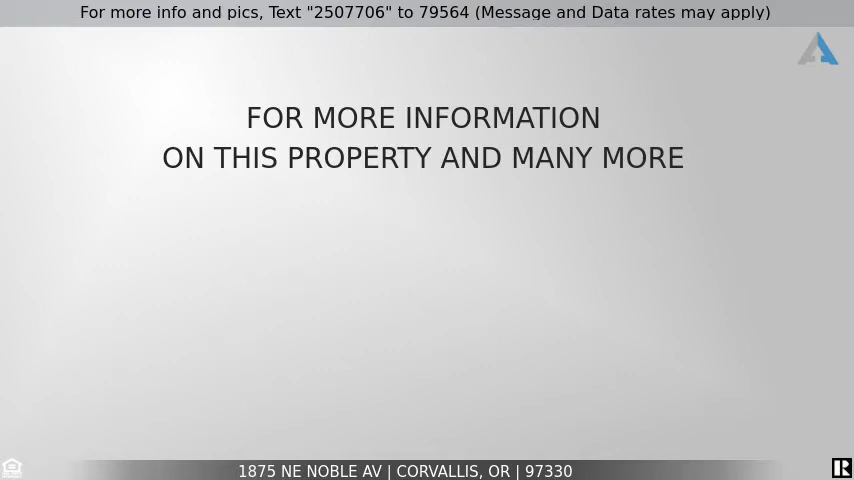 For more info and pics, Text "2507706" to 79564 (Message and Data rates may apply)
FOR MORE INFORMATION
ON THIS PROPERTY AND MANY MORE
1875 NE NOBLE AV | CORVALLIS, OR | 97330